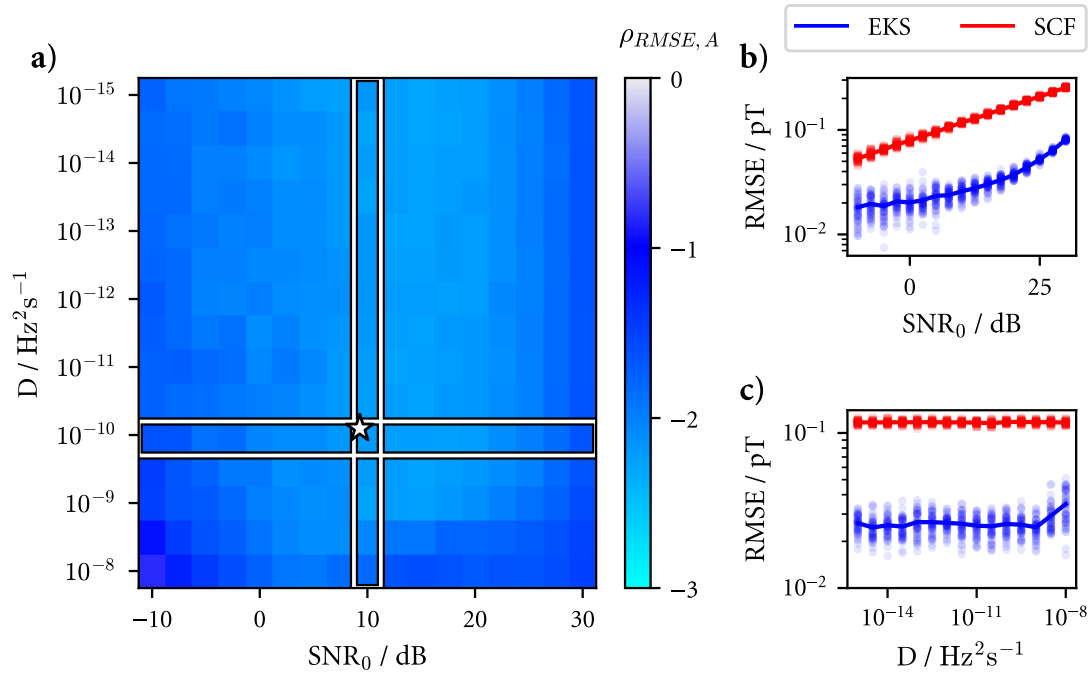 EKS SCF
a)
ρ_{RMSE, A}
10^{−15}
10^{−14}
10^{−13}
10^{−12}
10^{−11}
10^{−10}
10^{−9}
10^{−8}
D / Hz^2s^{−1}
−10 0 10 20 30
SNR_0 / dB
0
−1
−2
−3
b)
10^{−1}
10^{−2}
RMSE / pT
0 25
SNR_0 / dB
c)
10^{−1}
10^{−2}
RMSE / pT
10^{−14} 10^{−11} 10^{−8}
D / Hz^2s^{−1}